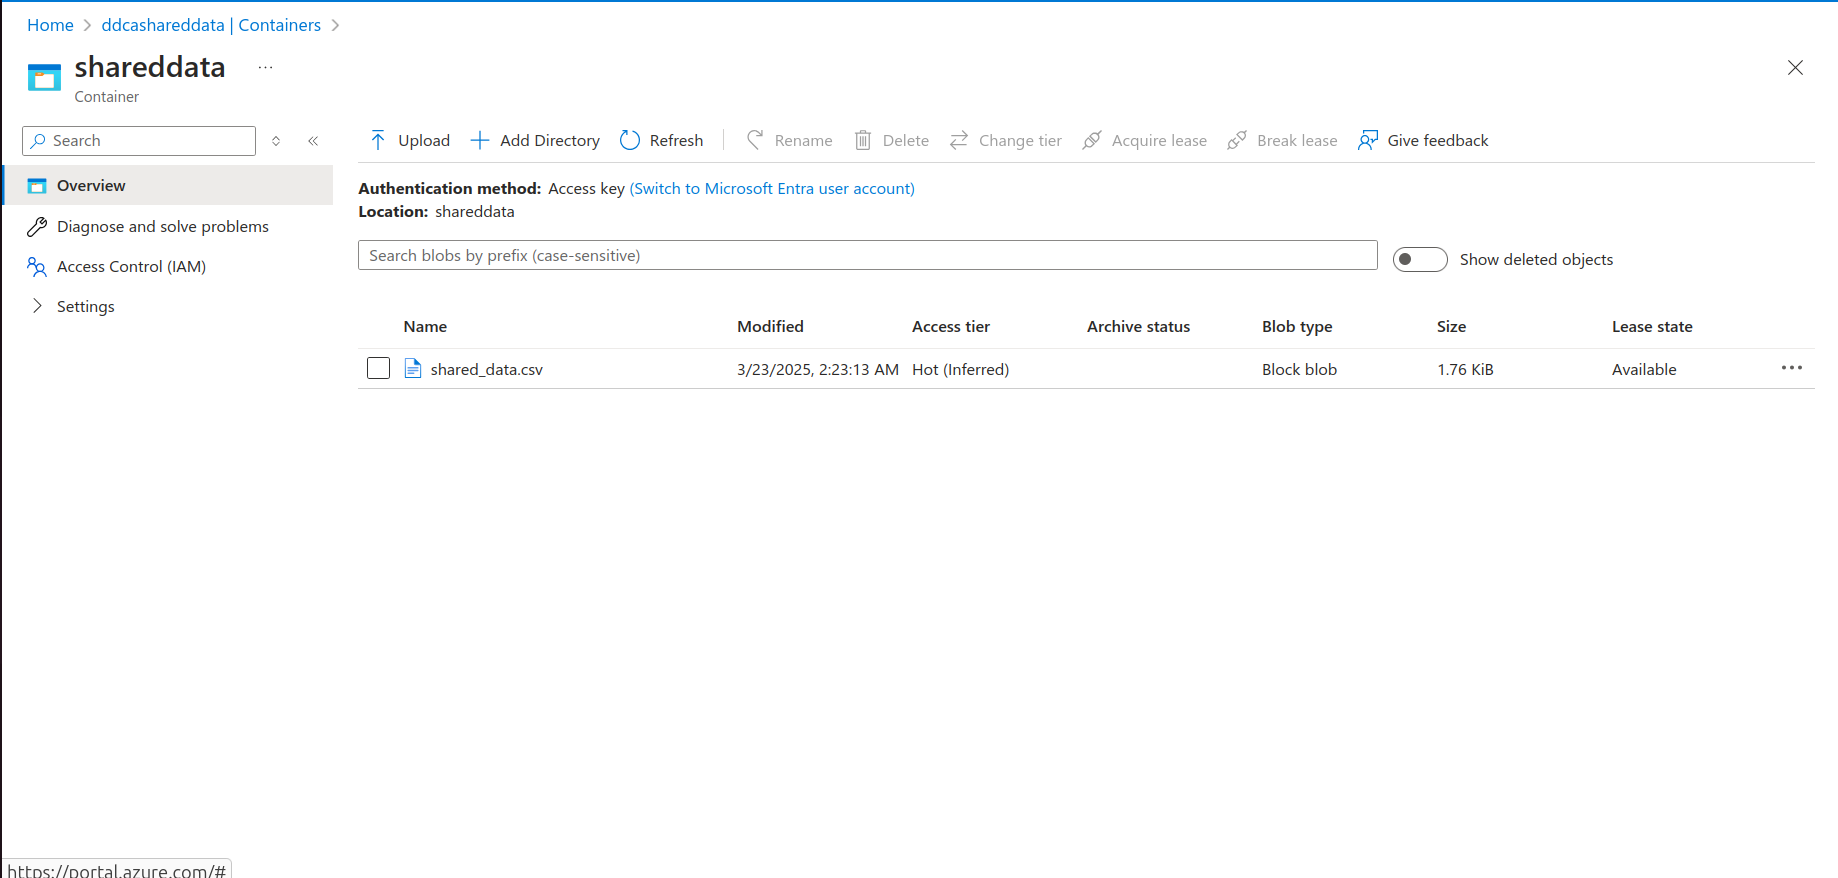 Home > ddcashareddata | Containers >
shareddata ...
Container
Search
Overview
Diagnose and solve problems
Access Control (IAM)
Settings
Upload Add Directory Refresh Rename Delete Change tier Acquire lease Break lease Give feedback
Authentication method: Access key (Switch to Microsoft Entra user account)
Location: shareddata
Search blobs by prefix (case-sensitive) Show deleted objects
Name Modified Access tier Archive status Blob type Size Lease state
shared_data.csv 3/23/2025, 2:23:13 AM Hot (Inferred) Block blob 1.76 KiB Available
https://portal.azure.com/#